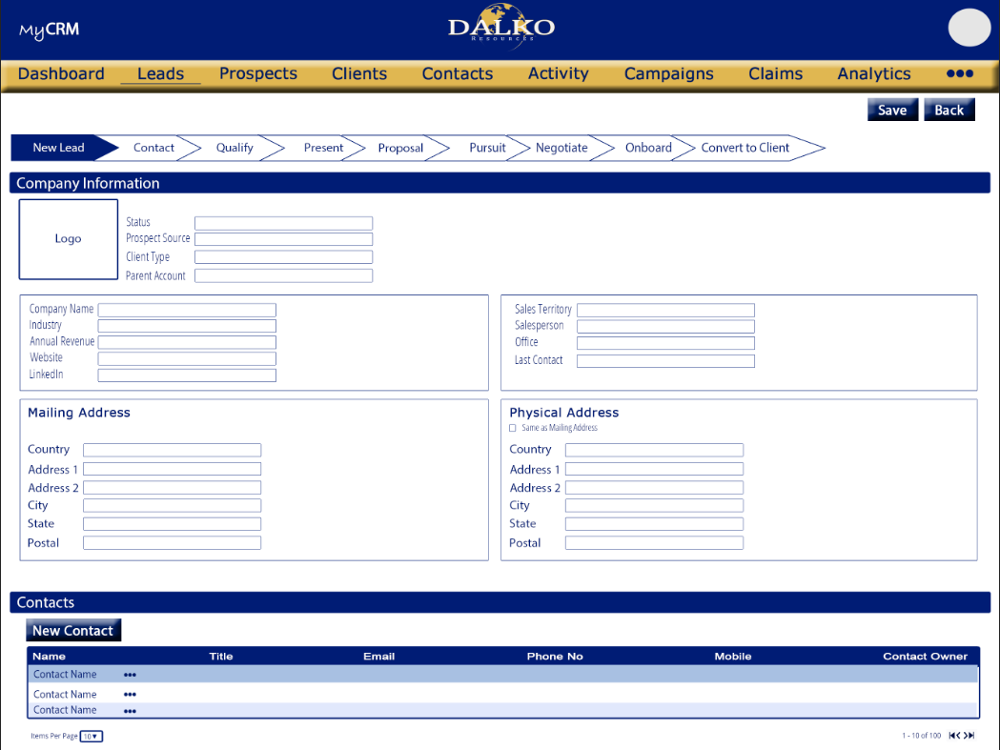 MyCRM
DALKO
RESOURCES
Dashboard Leads Prospects Clients Contacts Activity Campaigns Claims Analytics •••
Save Back
New Lead Contact Qualify Present Proposal Pursuit Negotiate Onboard Convert to Client
Company Information
Logo
Status
Prospect Source
Client Type
Parent Account
Company Name
Industry
Annual Revenue
Website
LinkedIn
Sales Territory
Salesperson
Office
Last Contact
Mailing Address
Country
Address 1
Address 2
City
State
Postal
Physical Address
Same as Mailing Address
Country
Address 1
Address 2
City
State
Postal
Contacts
New Contact
Name Title Email Phone No Mobile Contact Owner
Contact Name •••
Contact Name •••
Contact Name •••
Items Per Page 10▼ 1 - 10 of 100